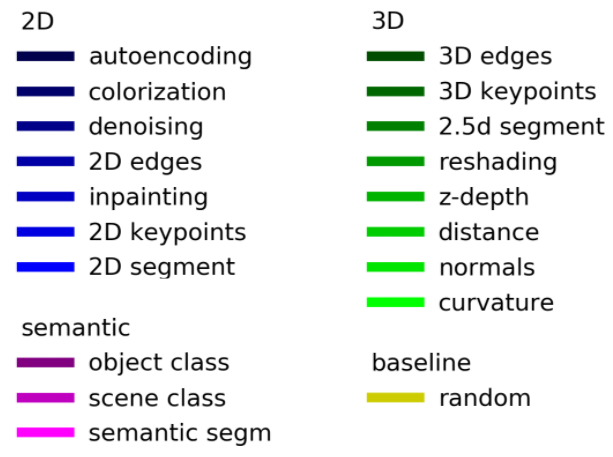 2D
autoencoding
colorization
denoising
2D edges
inpainting
2D keypoints
2D segment
semantic
object class
scene class
semantic segm
3D
3D edges
3D keypoints
2.5d segment
reshading
z-depth
distance
normals
curvature
baseline
random